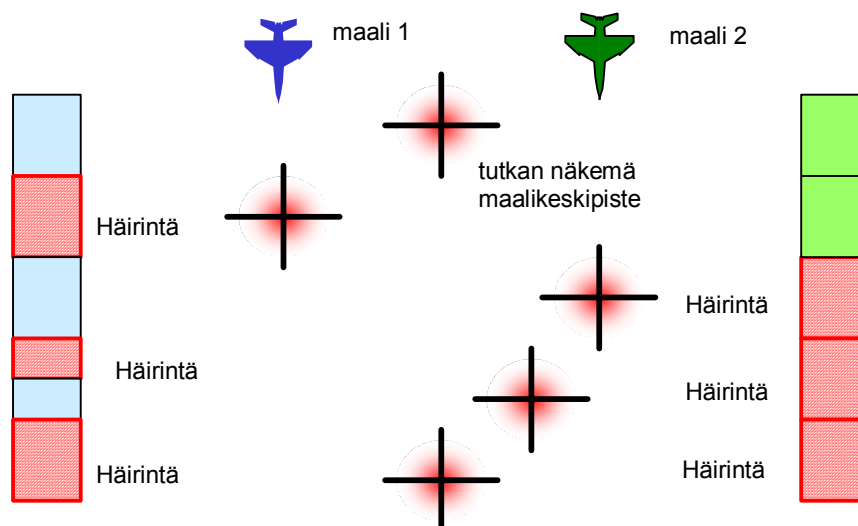 maali 1
maali 2
tutkan näkemä
maalikeskipiste
Häirintä
Häirintä
Häirintä
Häirintä
Häirintä
Häirintä